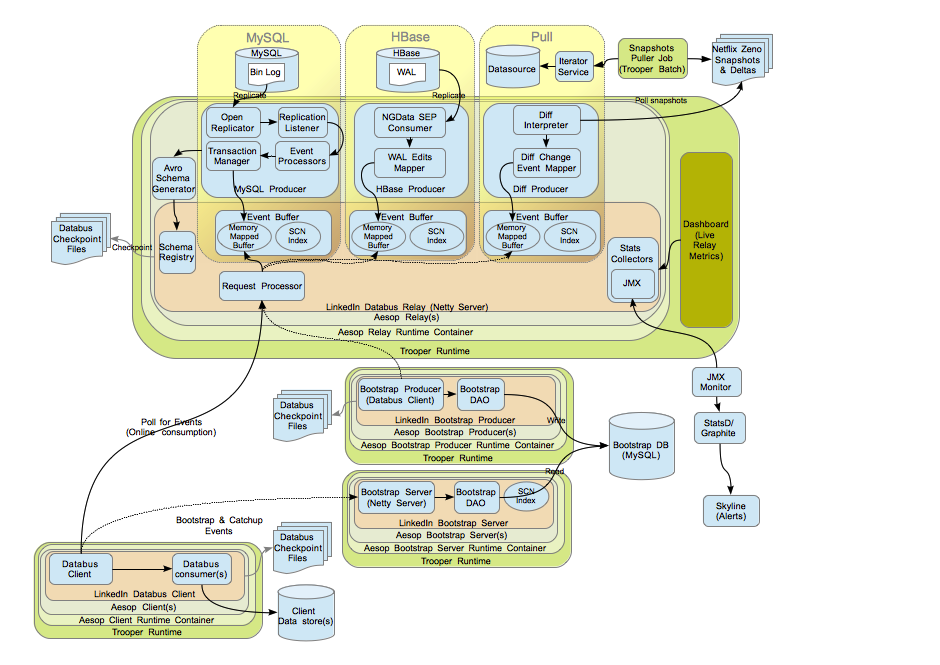 MySQL
HBase
Pull
MySQL
Bin Log
HBase
WAL
Datasource
Iterator
Service
Snapshots
Puller Job
(Trooper Batch)
Netflix Zeno
Snapshots
& Deltas
Replicate
Replicate
Poll snapshots
Open
Replicator
Replication
Listener
Transaction
Manager
Event
Processors
MySQL Producer
NGData SEP
Consumer
WAL Edits
Mapper
HBase Producer
Diff
Interpreter
Diff Change
Event Mapper
Diff Producer
Avro
Schema
Generator
Schema
Registry
Databus
Checkpoint
Files
Checkpoint
Event Buffer
Memory
Mapped
Buffer
SCN
Index
Event Buffer
Memory
Mapped
Buffer
SCN
Index
Event Buffer
Memory
Mapped
Buffer
SCN
Index
Stats
Collectors
JMX
Dashboard
(Live
Relay
Metrics)
Request Processor
LinkedIn Databus Relay (Netty Server)
Aesop Relay(s)
Aesop Relay Runtime Container
Trooper Runtime
JMX
Monitor
StatsD/
Graphite
Skyline
(Alerts)
Poll for Events
(Online consumption)
Databus
Checkpoint
Files
Bootstrap Producer
(Databus Client)
Bootstrap
DAO
LinkedIn Bootstrap Producer
Aesop Bootstrap Producer(s)
Aesop Bootstrap Producer Runtime Container
Trooper Runtime
Write
Bootstrap DB
(MySQL)
Read
Bootstrap Server
(Netty Server)
Bootstrap
DAO
SCN
Index
LinkedIn Bootstrap Server
Aesop Bootstrap Server(s)
Aesop Bootstrap Server Runtime Container
Trooper Runtime
Bootstrap & Catchup
Events
Databus
Checkpoint
Files
Databus
Client
Databus
consumer(s)
LinkedIn Databus Client
Aesop Client(s)
Aesop Client Runtime Container
Trooper Runtime
Client
Data store(s)